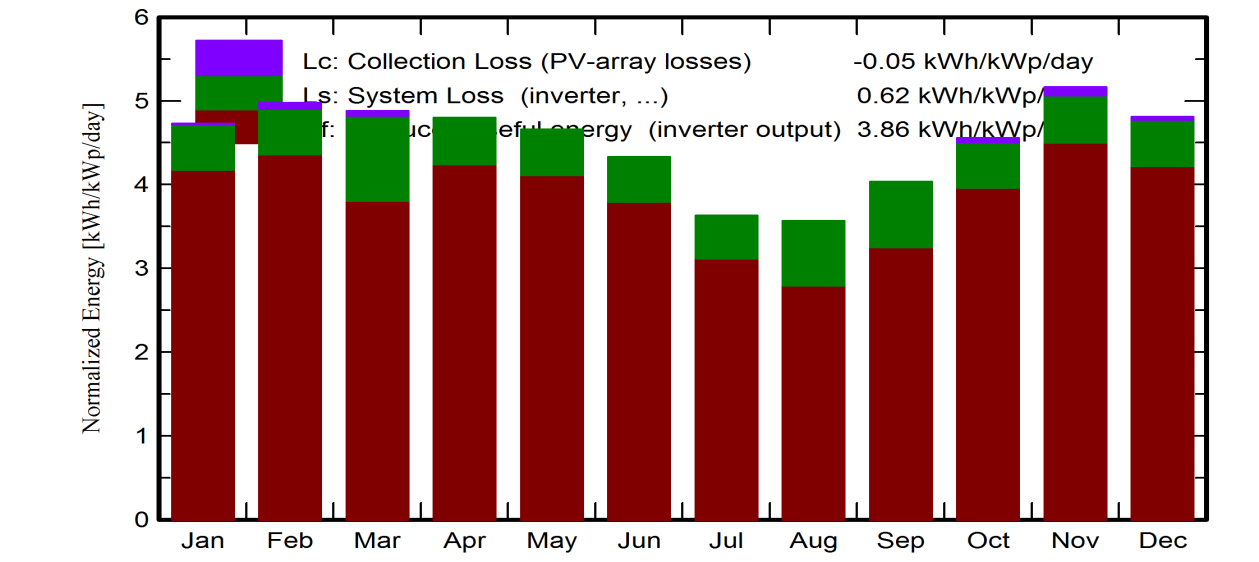 6
Lc: Collection Loss (PV-array losses) -0.05 kWh/kWp/day
5
Ls: System Loss (inverter, ...) 0.62 kWh/kWp/
energy (inverter output) 3.86 kWh/kWp/
4
3
2
1
0
Normalized Energy [kWh/kWp/day]
Jan Feb Mar Apr May Jun Jul Aug Sep Oct Nov Dec